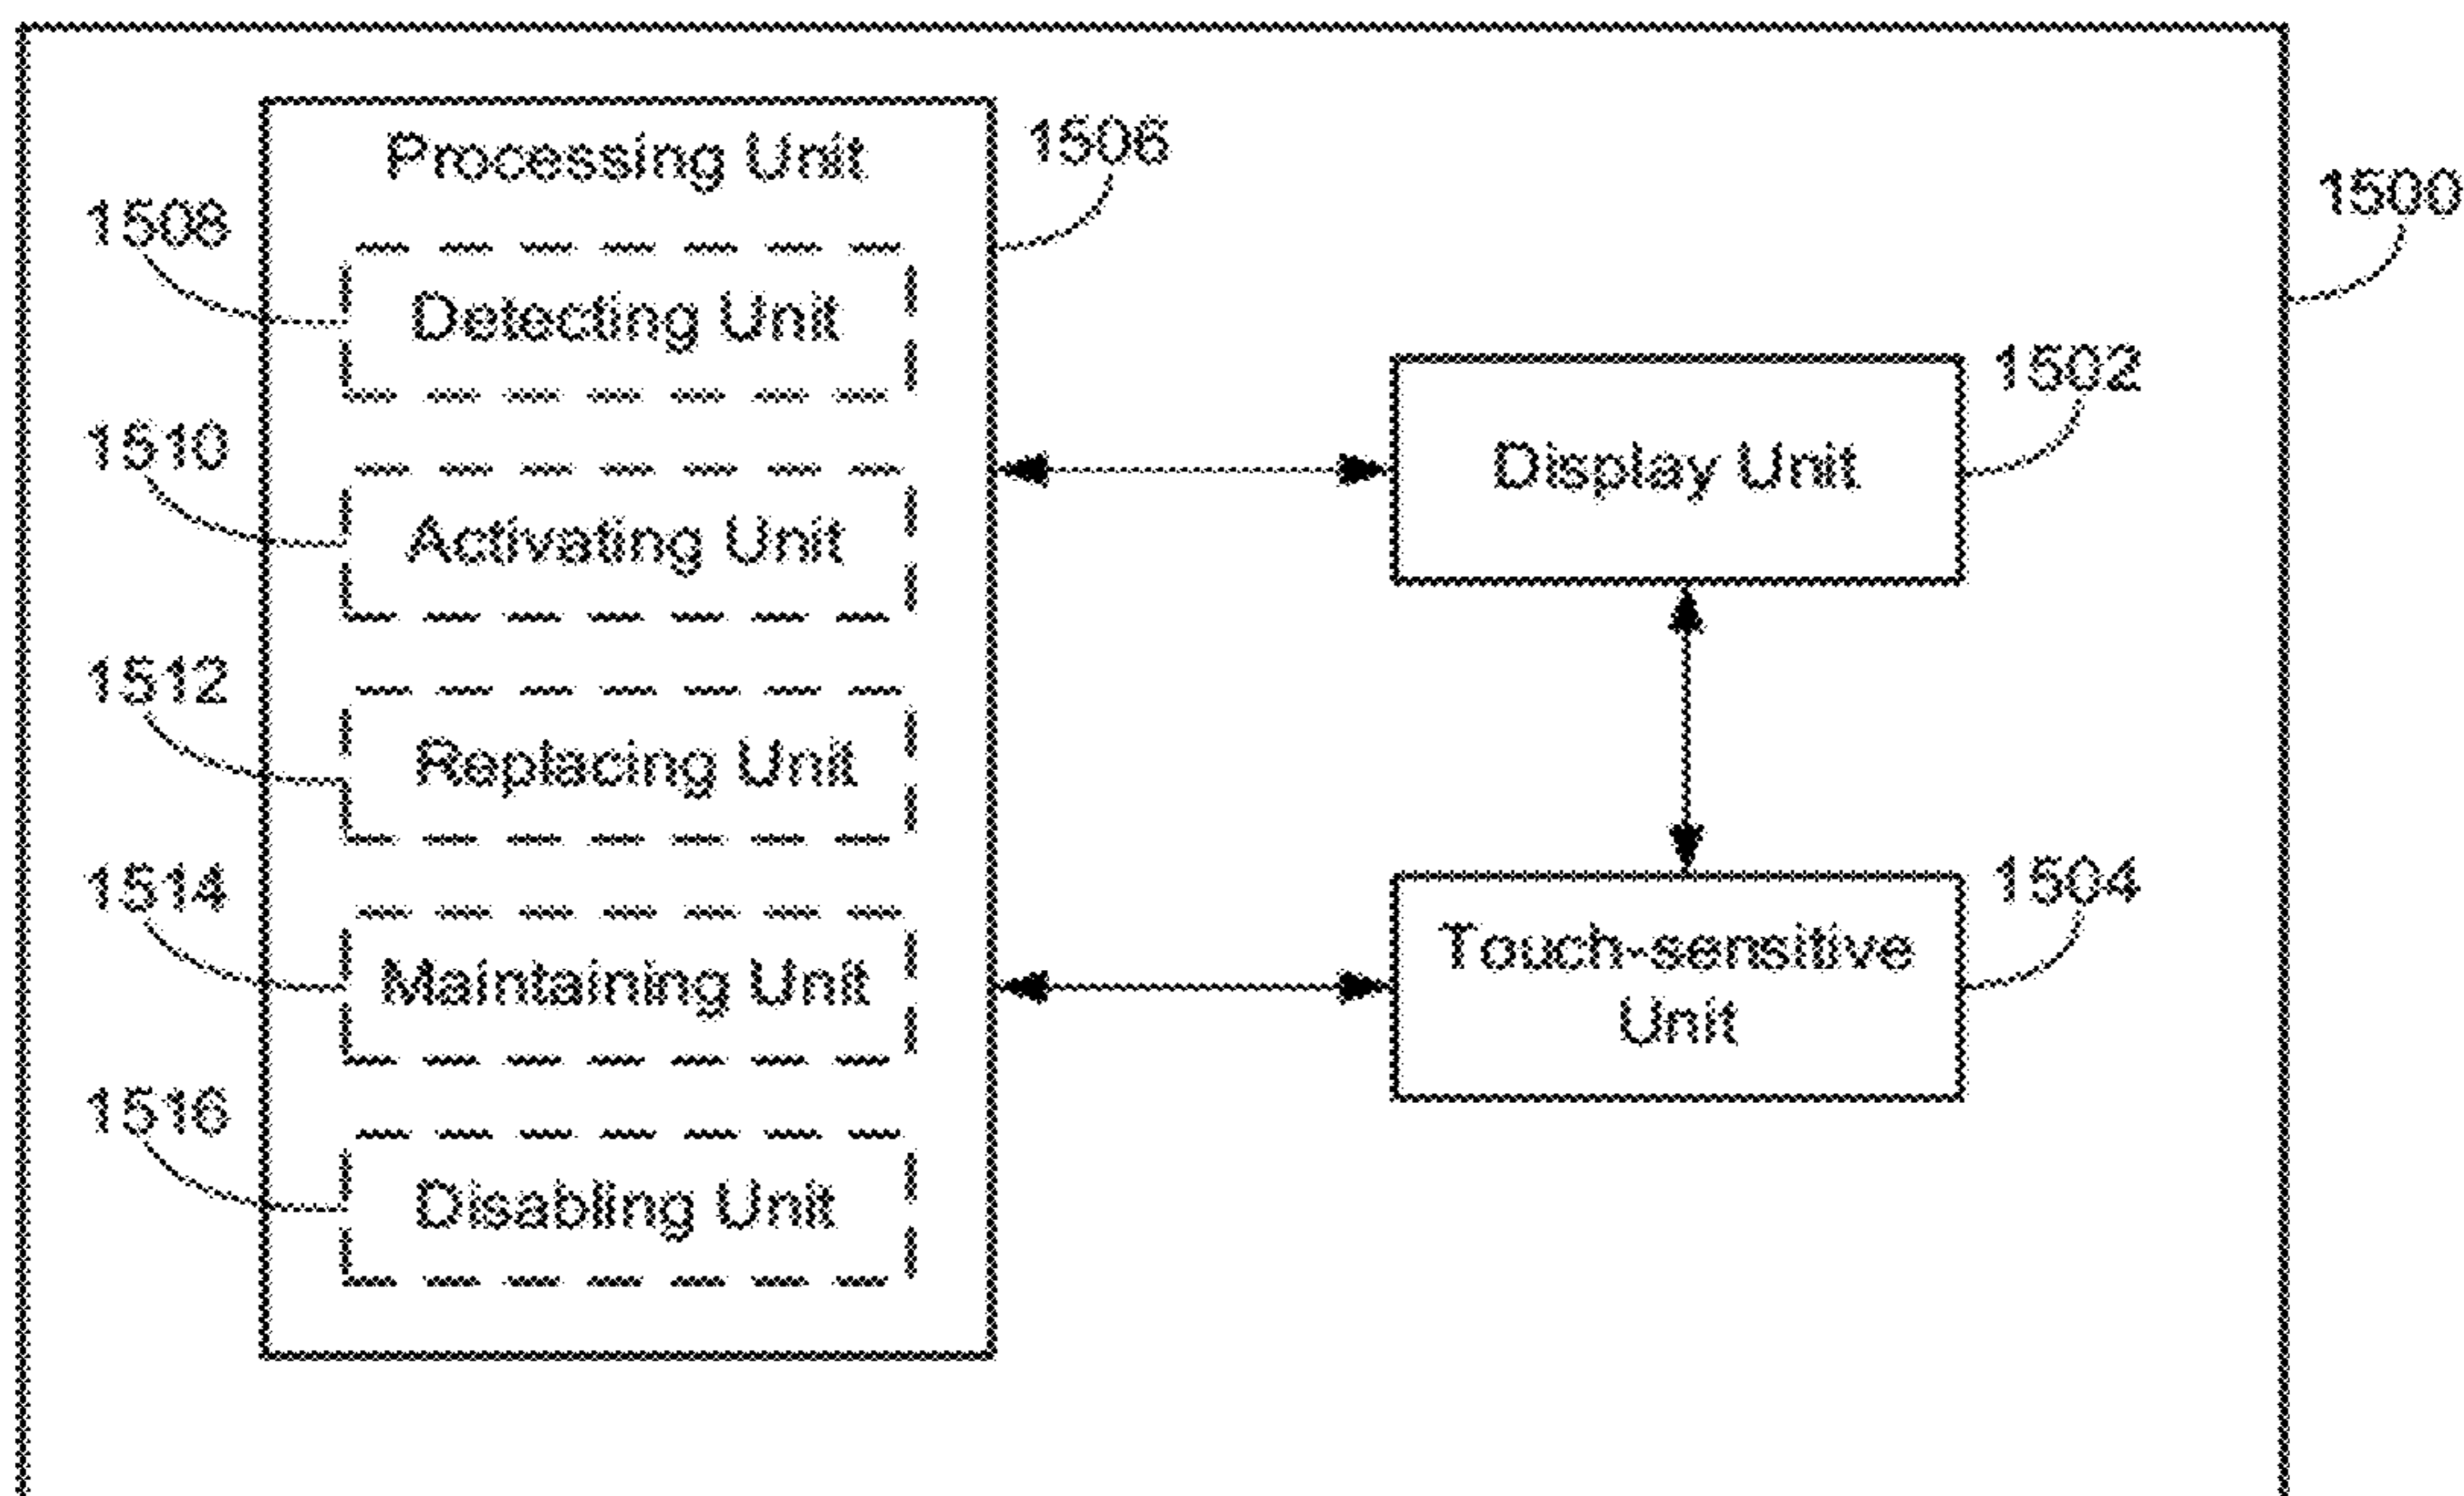 Processing Unit
1506
1500
1508
Detecting Unit
1502
Display Unit
1510
Activating Unit
1512
Replacing Unit
1504
Touch-sensitive
Unit
1514
Maintaining Unit
1516
Disabling Unit